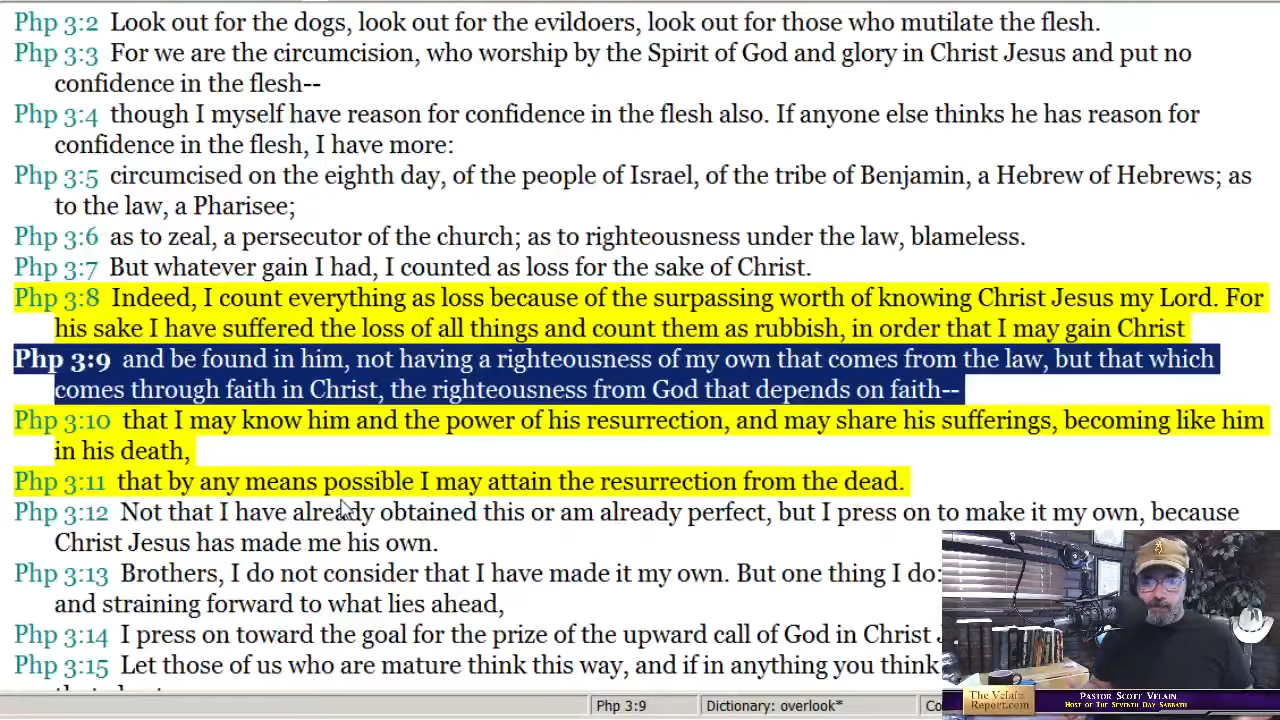 Php 3:2 Look out for the dogs, look out for the evildoers, look out for those who mutilate the flesh.
Php 3:3 For we are the circumcision, who worship by the Spirit of God and glory in Christ Jesus and put no
confidence in the flesh--
Php 3:4 though I myself have reason for confidence in the flesh also. If anyone else thinks he has reason for
confidence in the flesh, I have more:
Php 3:5 circumcised on the eighth day, of the people of Israel, of the tribe of Benjamin, a Hebrew of Hebrews; as
to the law, a Pharisee;
Php 3:6 as to zeal, a persecutor of the church; as to righteousness under the law, blameless.
Php 3:7 But whatever gain I had, I counted as loss for the sake of Christ.
Php 3:8 Indeed, I count everything as loss because of the surpassing worth of knowing Christ Jesus my Lord. For
his sake I have suffered the loss of all things and count them as rubbish, in order that I may gain Christ
Php 3:9 and be found in him, not having a righteousness of my own that comes from the law, but that which
comes through faith in Christ, the righteousness from God that depends on faith--
Php 3:10 that I may know him and the power of his resurrection, and may share his sufferings, becoming like him
in his death,
Php 3:11 that by any means possible I may attain the resurrection from the dead.
Php 3:12 Not that I have already obtained this or am already perfect, but I press on to make it my own, because
Christ Jesus has made me his own.
Php 3:13 Brothers, I do not consider that I have made it my own. But one thing I do:
and straining forward to what lies ahead,
Php 3:14 I press on toward the goal for the prize of the upward call of God in Christ J
Php 3:15 Let those of us who are mature think this way, and if in anything you think
Php 3:9
Dictionary: overlook*
Co
The Velain
Report.com
Pastor Scott Velain
Host of The Seventh Day Sabbath